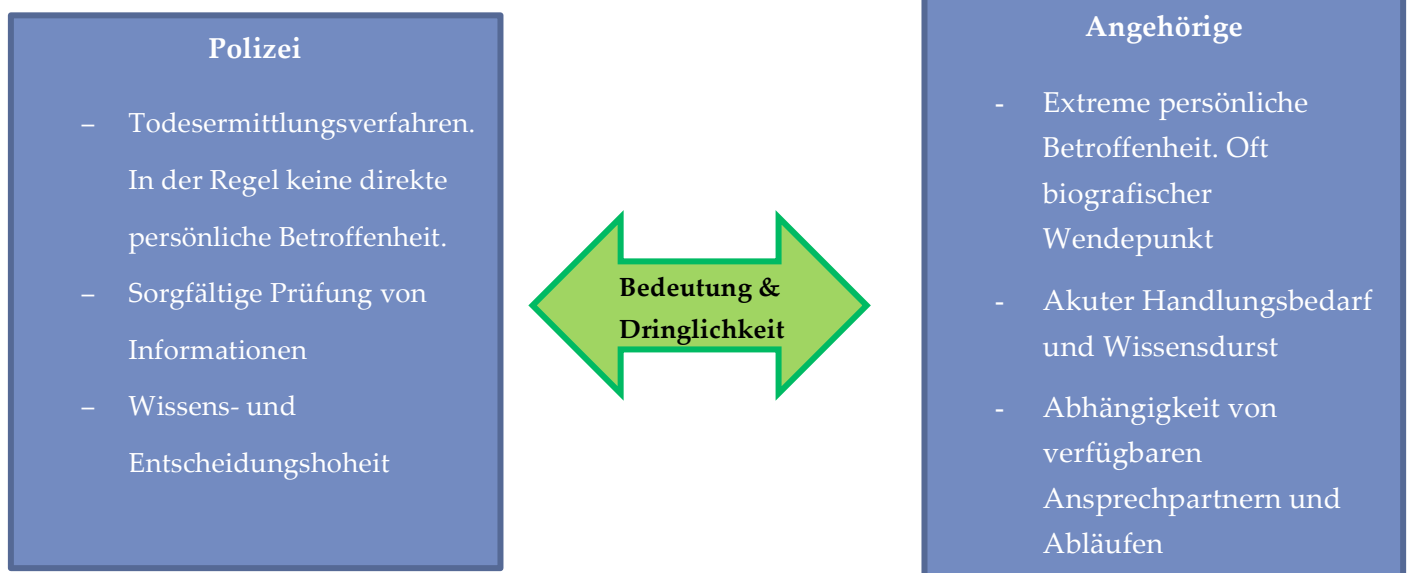 Polizei
– Todesermittlungsverfahren.
In der Regel keine direkte
persönliche Betroffenheit.
– Sorgfältige Prüfung von
Informationen
– Wissens- und
Entscheidungshoheit
Bedeutung &
Dringlichkeit
Angehörige
- Extreme persönliche
Betroffenheit. Oft
biografischer
Wendepunkt
- Akuter Handlungsbedarf
und Wissensdurst
- Abhängigkeit von
verfügbaren
Ansprechpartnern und
Abläufen